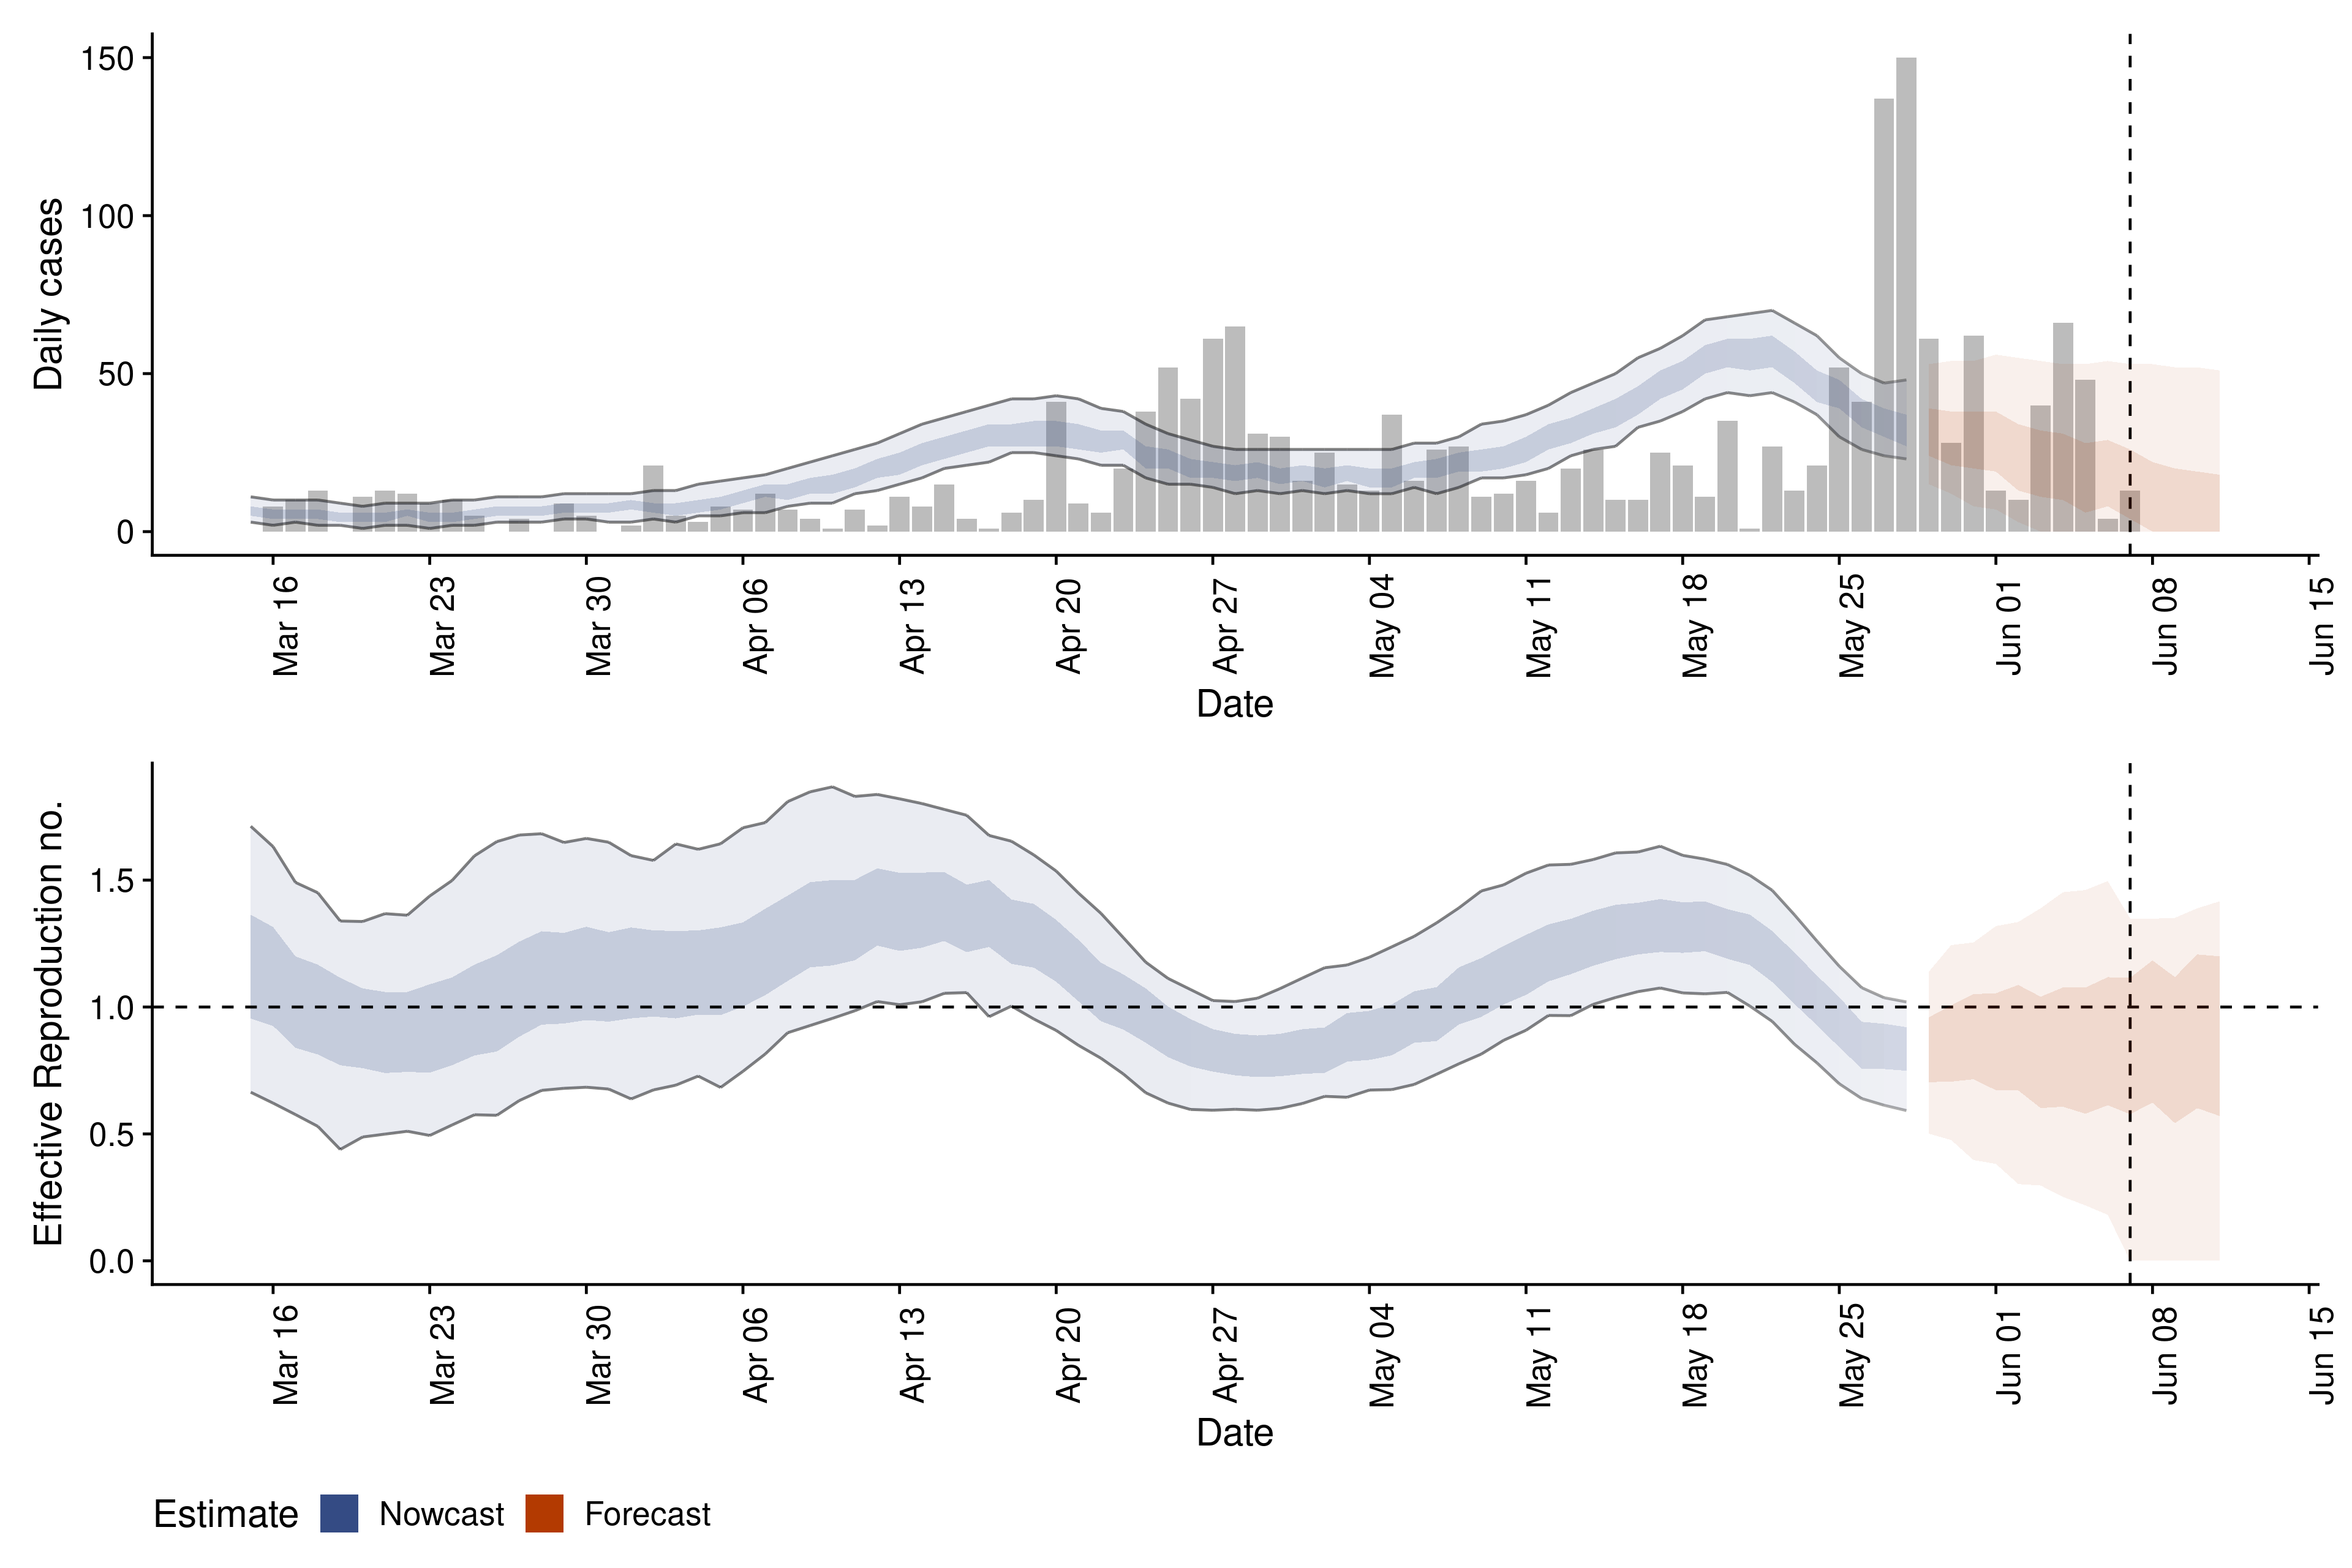 Daily cases
150
100
50
0
Mar 16
Mar 23
Mar 30
Apr 06
Apr 13
Apr 20
Apr 27
May 04
May 11
May 18
May 25
Jun 01
Jun 08
Jun 15
Date
Effective Reproduction no.
1.5
1.0
0.5
0.0
Mar 16
Mar 23
Mar 30
Apr 06
Apr 13
Apr 20
Apr 27
May 04
May 11
May 18
May 25
Jun 01
Jun 08
Jun 15
Date
Estimate Nowcast Forecast